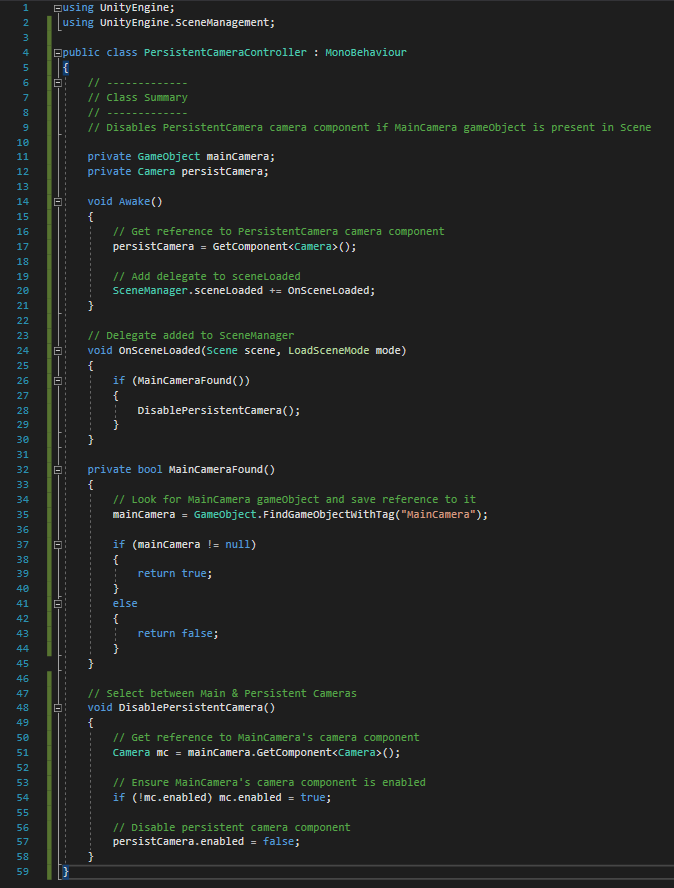 1 using UnityEngine;
2 using UnityEngine.SceneManagement;
3
4 public class PersistentCameraController : MonoBehaviour
5 {
6 // -------------
7 // Class Summary
8 // -------------
9 // Disables PersistentCamera camera component if MainCamera gameObject is present in Scene
10
11 private GameObject mainCamera;
12 private Camera persistCamera;
13
14 void Awake()
15 {
16 // Get reference to PersistentCamera camera component
17 persistCamera = GetComponent<Camera>();
18
19 // Add delegate to sceneLoaded
20 SceneManager.sceneLoaded += OnSceneLoaded;
21 }
22
23 // Delegate added to SceneManager
24 void OnSceneLoaded(Scene scene, LoadSceneMode mode)
25 {
26 if (MainCameraFound())
27 {
28 DisablePersistentCamera();
29 }
30 }
31
32 private bool MainCameraFound()
33 {
34 // Look for MainCamera gameObject and save reference to it
35 mainCamera = GameObject.FindGameObjectWithTag("MainCamera");
36
37 if (mainCamera != null)
38 {
39 return true;
40 }
41 else
42 {
43 return false;
44 }
45 }
46
47 // Select between Main & Persistent Cameras
48 void DisablePersistentCamera()
49 {
50 // Get reference to MainCamera's camera component
51 Camera mc = mainCamera.GetComponent<Camera>();
52
53 // Ensure MainCamera's camera component is enabled
54 if (!mc.enabled) mc.enabled = true;
55
56 // Disable persistent camera component
57 persistCamera.enabled = false;
58 }
59 }